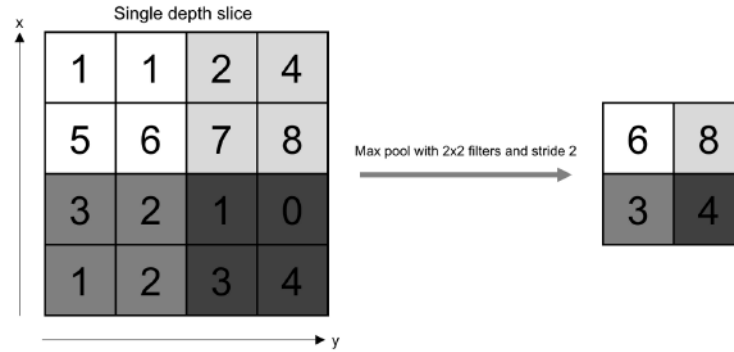 Single depth slice
x
1 1 2 4
5 6 7 8
3 2 1 0
1 2 3 4
y
Max pool with 2x2 filters and stride 2
6 8
3 4